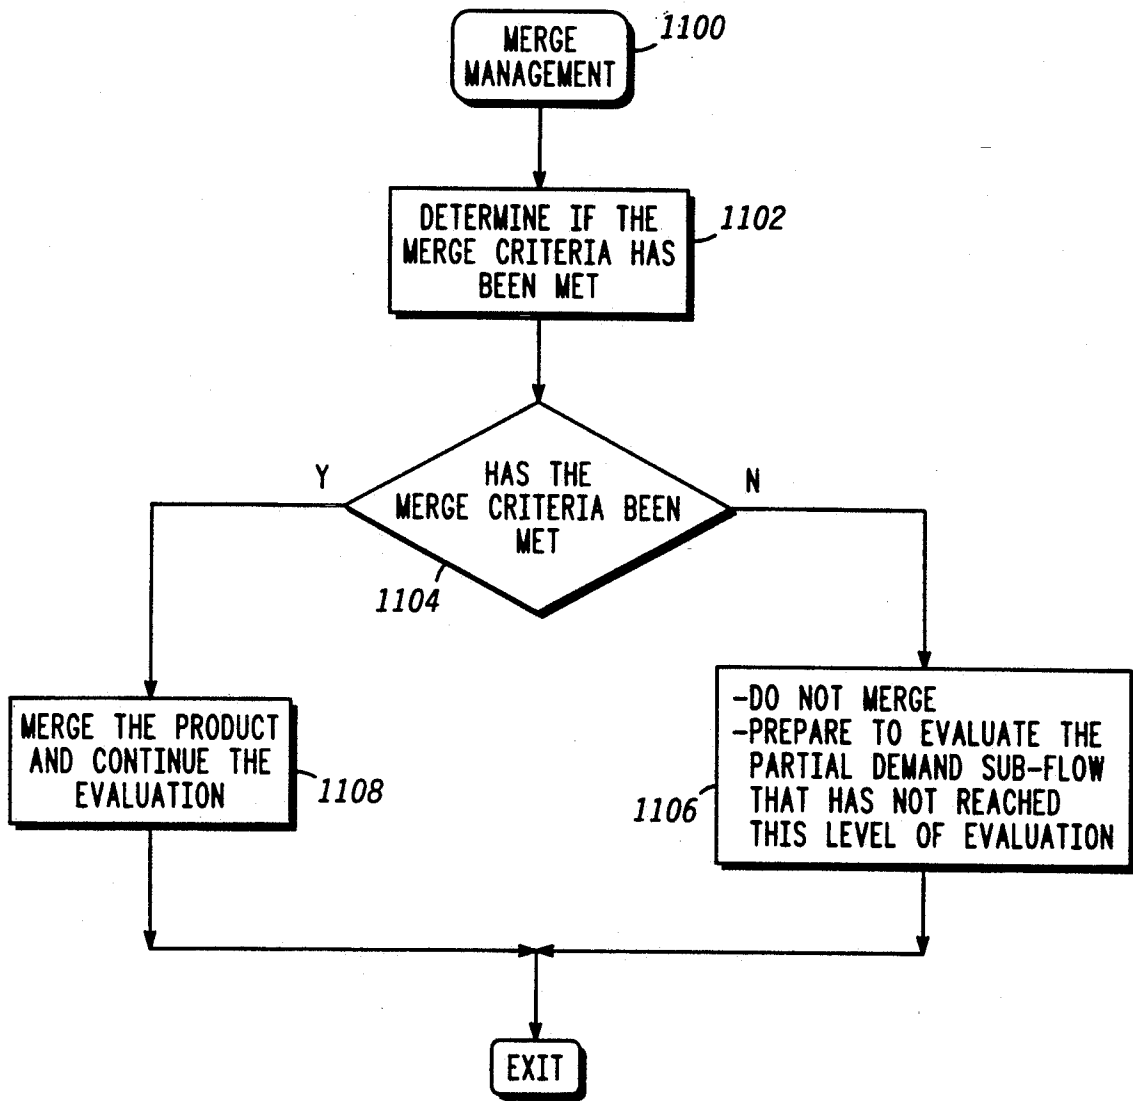 MERGE
MANAGEMENT
1100
DETERMINE IF THE
MERGE CRITERIA HAS
BEEN MET
1102
HAS THE
MERGE CRITERIA BEEN
MET
Y
N
1104
MERGE THE PRODUCT
AND CONTINUE THE
EVALUATION
1108
-DO NOT MERGE
-PREPARE TO EVALUATE THE
PARTIAL DEMAND SUB-FLOW
THAT HAS NOT REACHED
THIS LEVEL OF EVALUATION
1106
EXIT